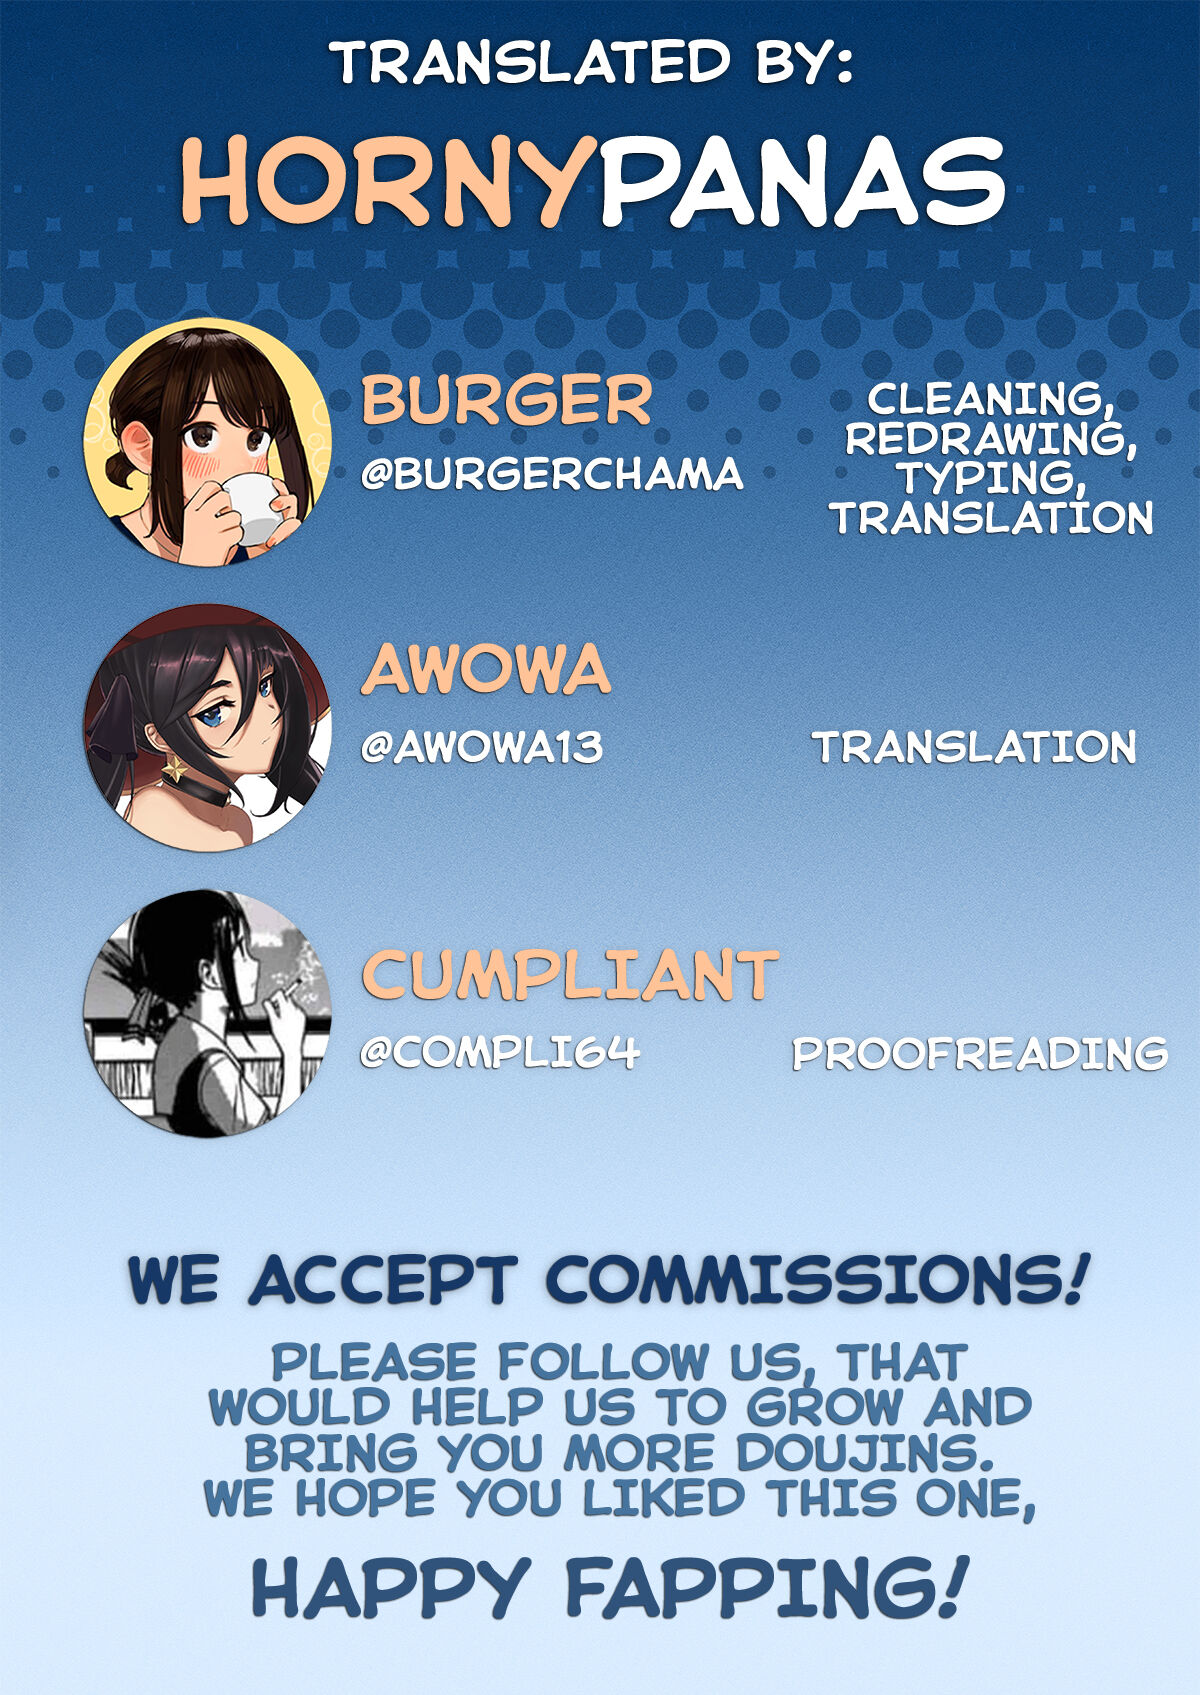 TRANSLATED BY:
HORNYPANAS
BURGER
@BURGERCHAMA
CLEANING,
REDRAWING,
TYPING,
TRANSLATION
AWOWA
@AWOWA13
TRANSLATION
CUMPLIANT
@COMPLI64
PROOFREADING
WE ACCEPT COMMISSIONS!
PLEASE FOLLOW US, THAT
WOULD HELP US TO GROW AND
BRING YOU MORE DOUJINS.
WE HOPE YOU LIKED THIS ONE,
HAPPY FAPPING!